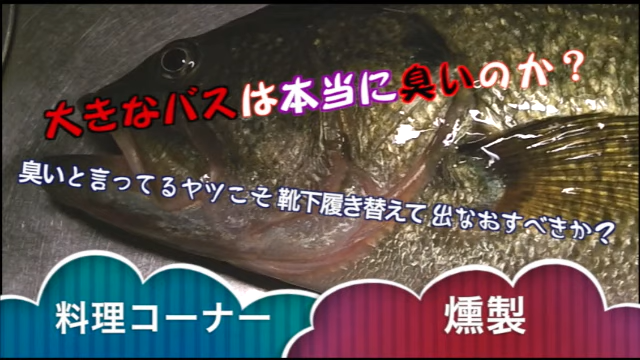 大きなバスは本当に臭いのか？
臭いと言ってるヤツこそ靴下履き替えて出なおすべきか？
料理コーナー
燻製